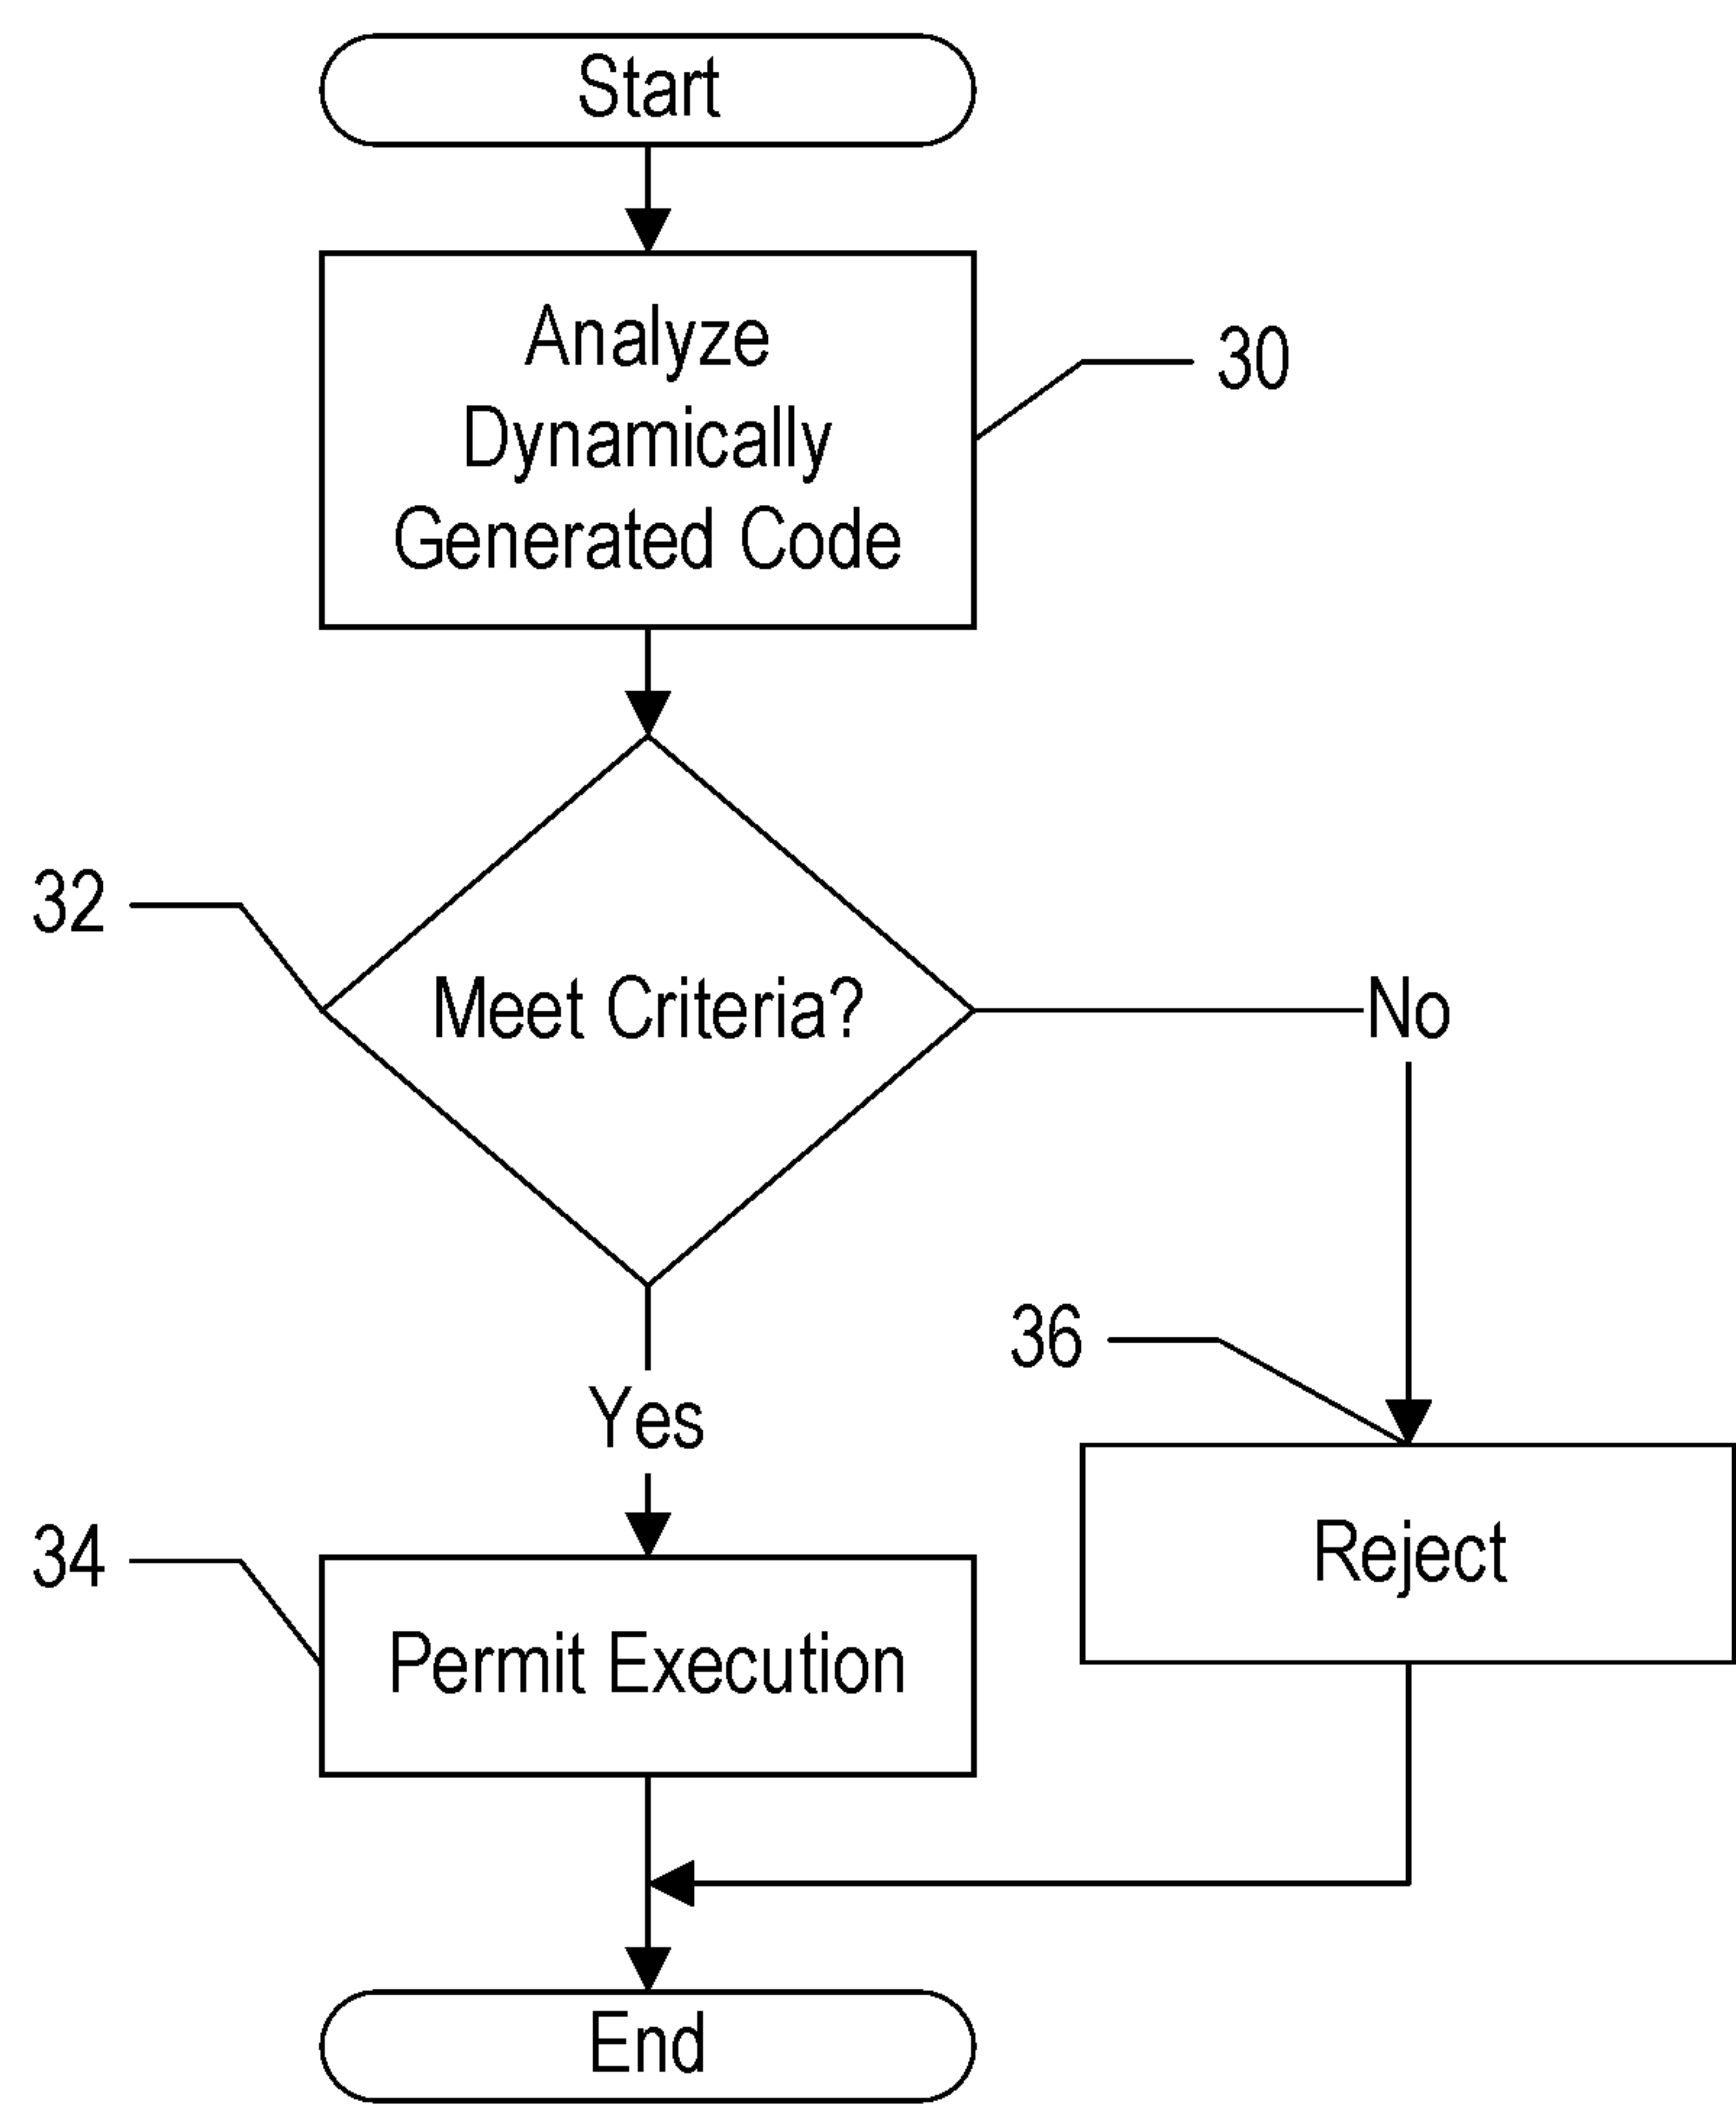 Start
Analyze
Dynamically
Generated Code
30
32
Meet Criteria?
No
Yes
36
34
Permit Execution
Reject
End